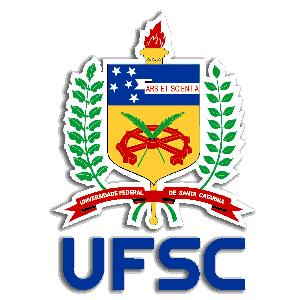 ARS ET SCIENTIA
UNIVERSIDADE FEDERAL DE SANTA CATARINA
UFSC